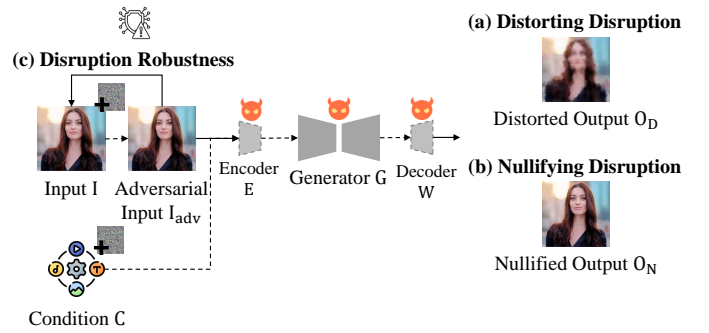 (c) Disruption Robustness
Input I
Adversarial
Input I_adv
Condition C
Encoder
E
Generator G
Decoder
W
(a) Distorting Disruption
Distorted Output O_D
(b) Nullifying Disruption
Nullified Output O_N